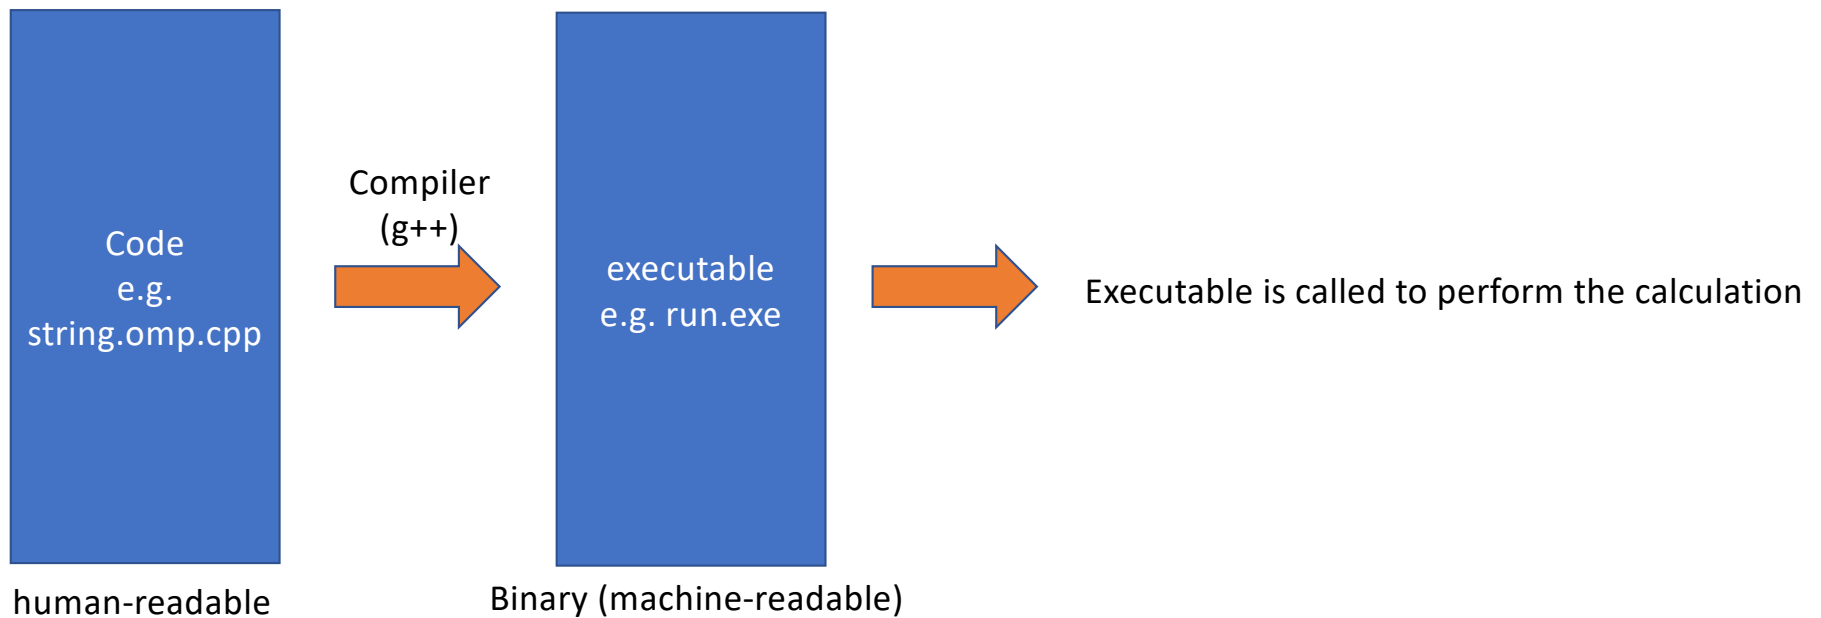 Code
e.g.
string.omp.cpp
human-readable
Compiler
(g++)
executable
e.g. run.exe
Binary (machine-readable)
Executable is called to perform the calculation